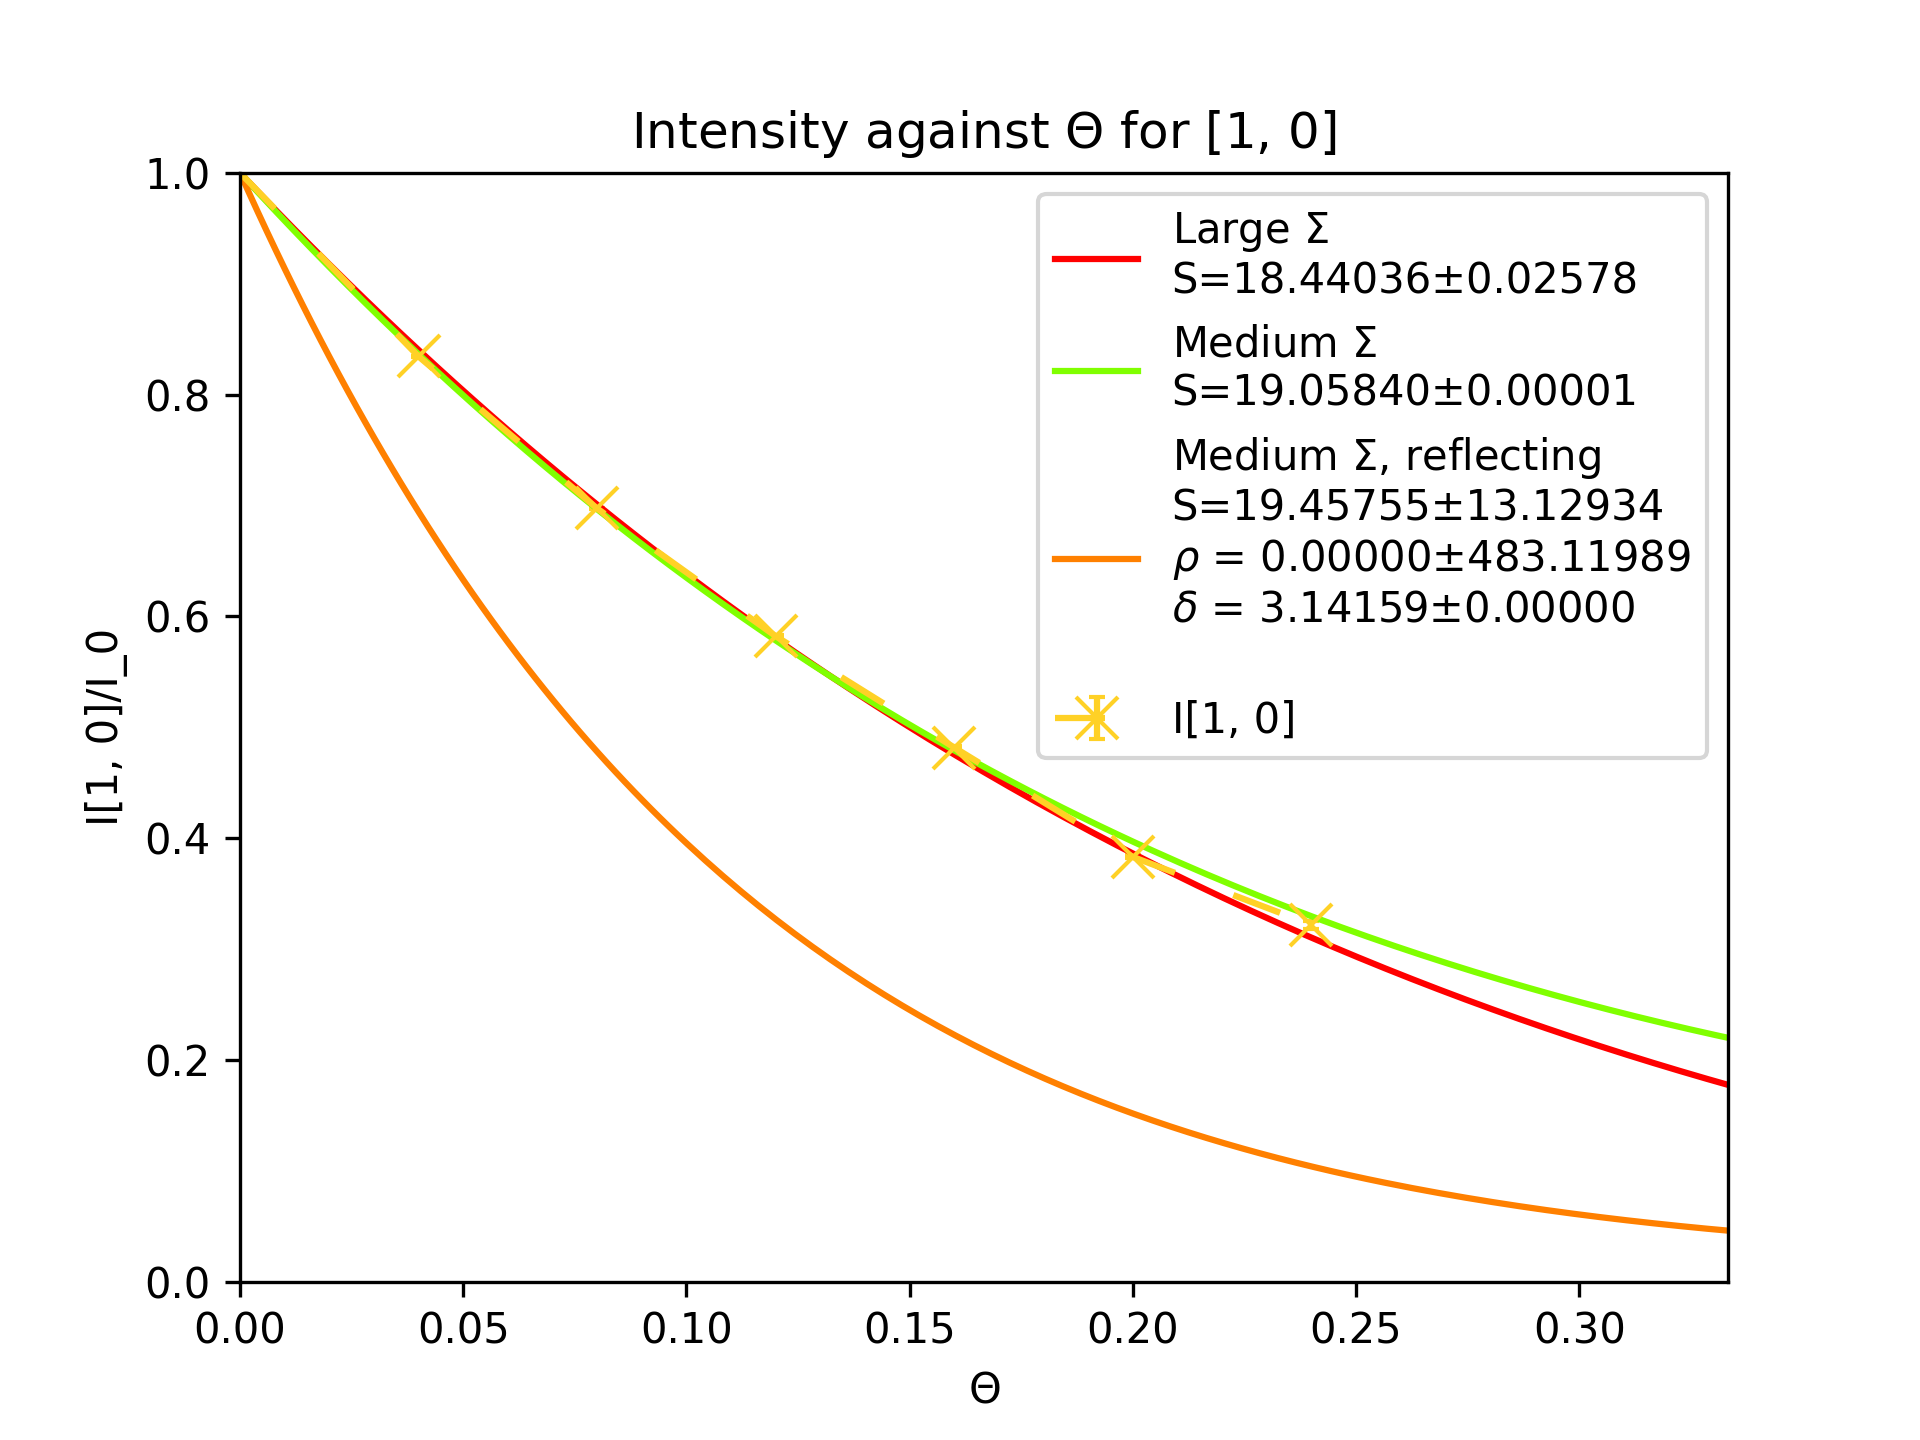 Intensity against Θ for [1, 0]
1.0
0.8
0.6
0.4
0.2
0.0
I[1, 0]/I_0
Large Σ
S=18.44036±0.02578
Medium Σ
S=19.05840±0.00001
Medium Σ, reflecting
S=19.45755±13.12934
ρ = 0.00000±483.11989
δ = 3.14159±0.00000
I[1, 0]
0.00 0.05 0.10 0.15 0.20 0.25 0.30
Θ